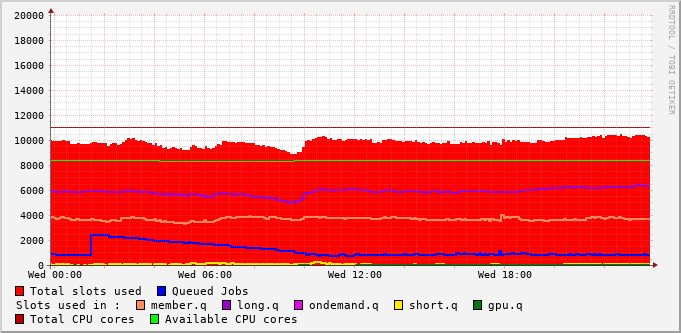 20000
18000
16000
14000
12000
10000
8000
6000
4000
2000
0
Wed 00:00 Wed 06:00 Wed 12:00 Wed 18:00
Total slots used Queued Jobs
Slots used in : member.q long.q ondemand.q short.q gpu.q
Total CPU cores Available CPU cores
RRDTOOL / TOBI OETIKER